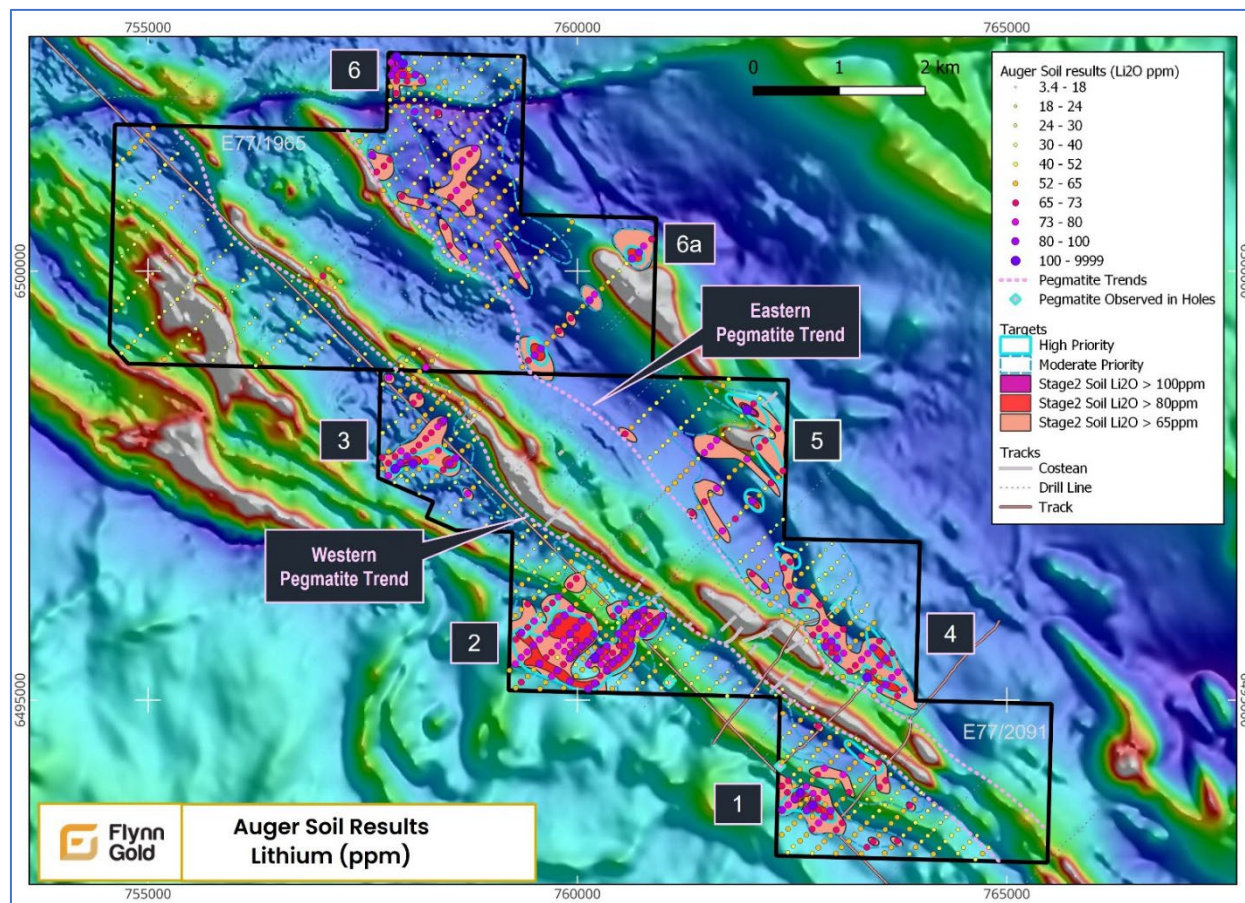 755000
760000
765000
6
0
1
2 km
Auger Soil results (Li2O ppm)
3.4 - 18
18 - 24
24 - 30
30 - 40
40 - 52
52 - 65
65 - 73
73 - 80
80 - 100
100 - 9999
Pegmatite Trends
Pegmatite Observed in Holes
Targets
High Priority
Moderate Priority
Stage2 Soil Li2O > 100ppm
Stage2 Soil Li2O > 80ppm
Stage2 Soil Li2O > 65ppm
Tracks
Costean
Drill Line
Track
E77/1965
6a
6500000
6500000
Eastern
Pegmatite Trend
3
5
Western
Pegmatite Trend
2
4
6495000
6495000
E77/2091
1
Flynn
Gold
Auger Soil Results
Lithium (ppm)
755000
760000
765000